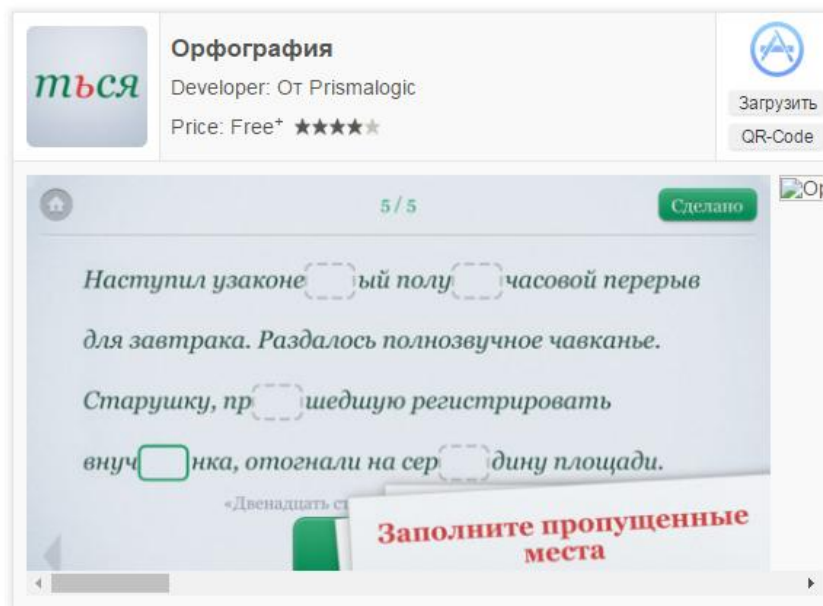 ться
Орфография
Developer: От Prismalogic
Price: Free+
Загрузить
QR-Code
5 / 5
Сделано
Наступил узаконе ый полу часовой перерыв
для завтрака. Раздалось полнозвучное чавканье.
Старушку, пр шедшую регистрировать
внуч нка, отогнали на сер дину площади.
«Двенадцать ст
Заполните пропущенные
места